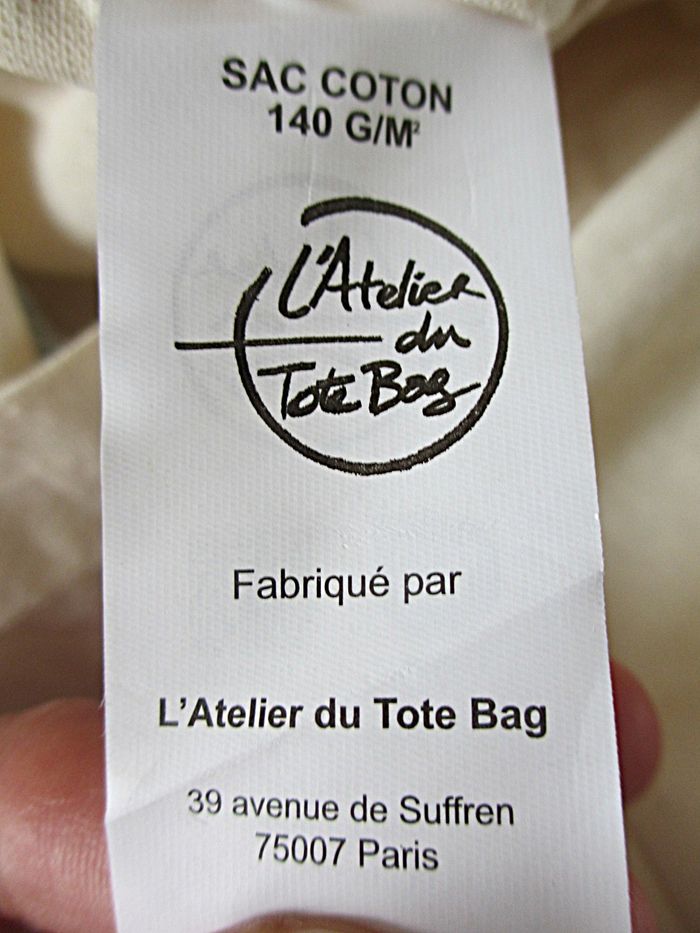 SAC COTON
140 G/M²
L'Atelier
du
Tote Bag
Fabriqué par
L'Atelier du Tote Bag
39 avenue de Suffren
75007 Paris